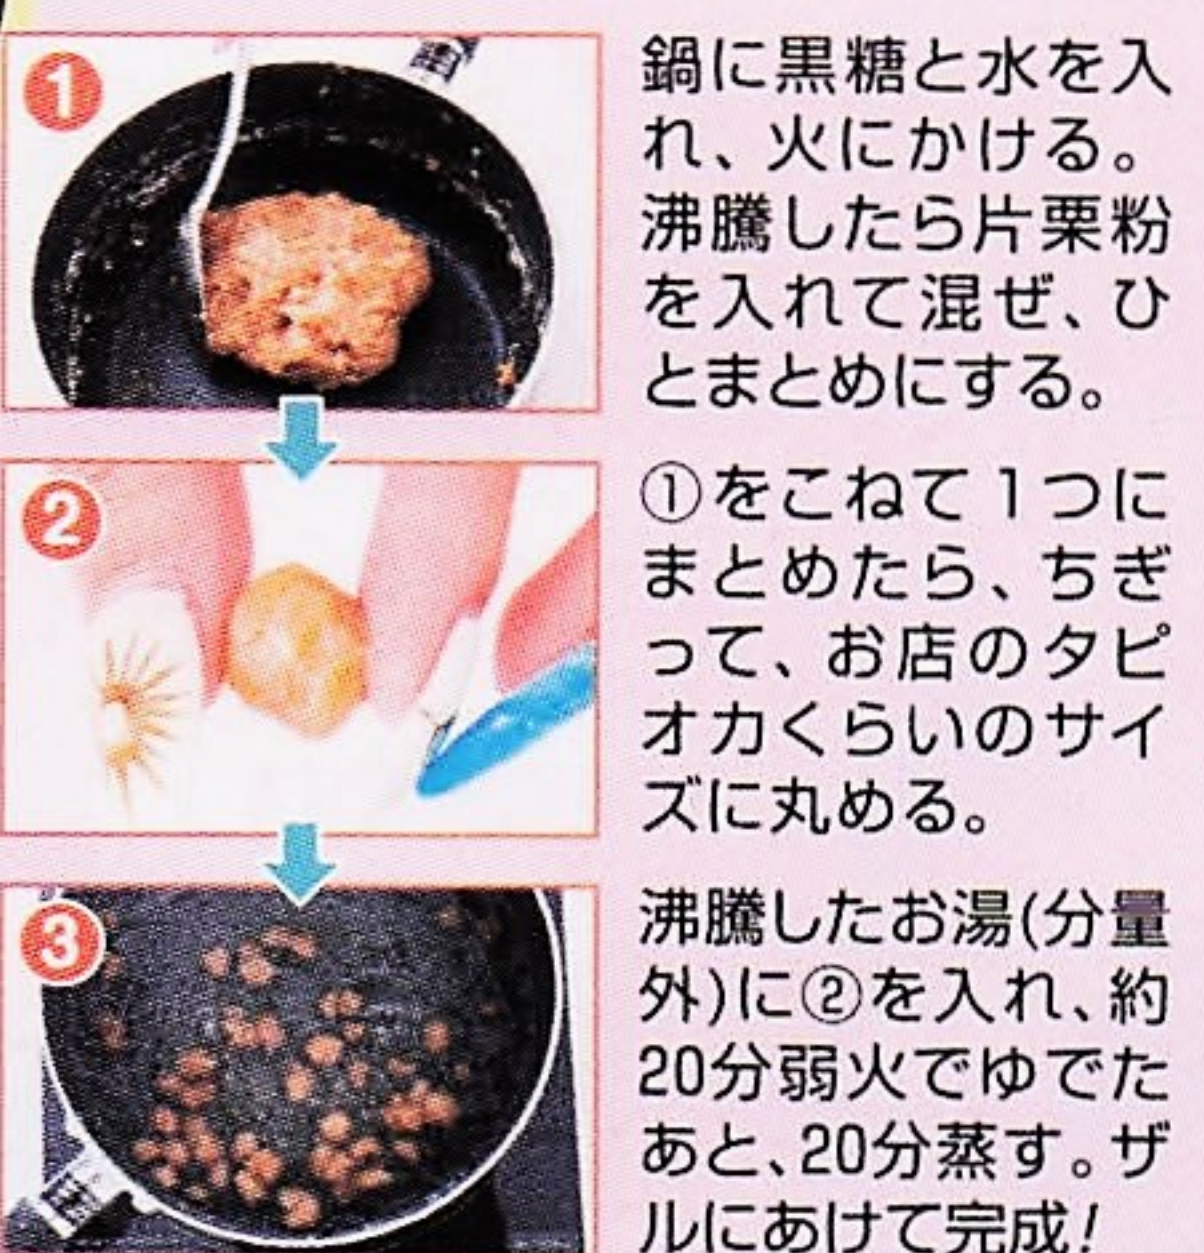 1
鍋に黒糖と水を入
れ、火にかける。
沸騰したら片栗粉
を入れて混ぜ、ひ
とまとめにする。
2
①をこねて1つに
まとめたら、ちぎ
って、お店のタピ
オカくらいのサイ
ズに丸める。
3
沸騰したお湯(分量
外)に②を入れ、約
20分弱火でゆでた
あと、20分蒸す。ザ
ルにあけて完成!